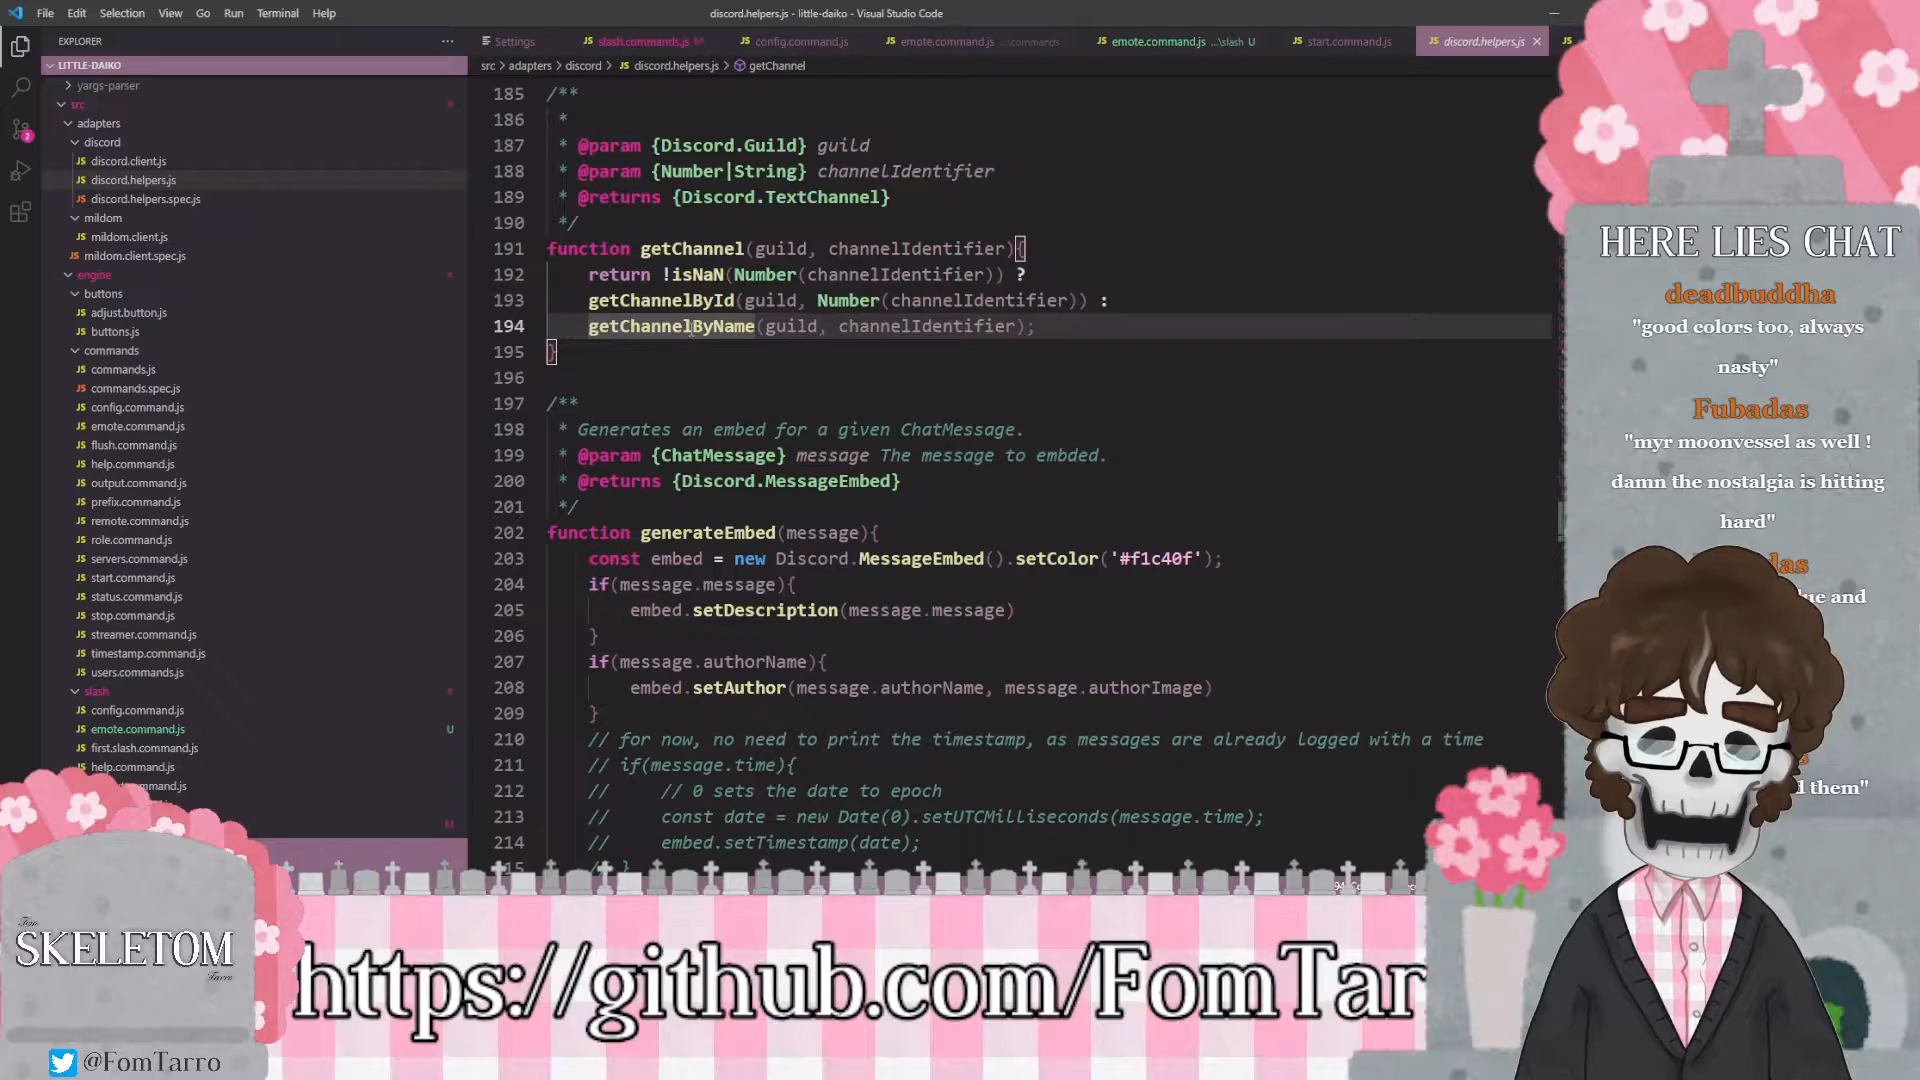 File Edit Selection View Go Run Terminal Help
discord.helpers.js - little-daiko - Visual Studio Code
EXPLORER
LITTLE-DAIKO
yargs-parser
src
adapters
discord
discord.client.js
discord.helpers.js
discord.helpers.spec.js
mildom
mildom.client.js
mildom.client.spec.js
engine
buttons
adjust.button.js
buttons.js
commands
commands.js
commands.spec.js
config.command.js
emote.command.js
flush.command.js
help.command.js
output.command.js
prefix.command.js
remote.command.js
role.command.js
servers.command.js
start.command.js
status.command.js
stop.command.js
streamer.command.js
timestamp.command.js
users.commands.js
slash
config.command.js
emote.command.js U
first.slash.command.js
help.command.js
Settings slash.commands.js M config.command.js emote.command.js ...\commands emote.command.js ...\slash U start.command.js discord.helpers.js
src > adapters > discord > JS discord.helpers.js > getChannel
185 /**
186 *
187 * @param {Discord.Guild} guild
188 * @param {Number|String} channelIdentifier
189 * @returns {Discord.TextChannel}
190 */
191 function getChannel(guild, channelIdentifier){
192 return !isNaN(Number(channelIdentifier)) ?
193 getChannelById(guild, Number(channelIdentifier)) :
194 getChannelByName(guild, channelIdentifier);
195 }
196
197 /**
198 * Generates an embed for a given ChatMessage.
199 * @param {ChatMessage} message The message to embded.
200 * @returns {Discord.MessageEmbed}
201 */
202 function generateEmbed(message){
203 const embed = new Discord.MessageEmbed().setColor('#f1c40f');
204 if(message.message){
205 embed.setDescription(message.message)
206 }
207 if(message.authorName){
208 embed.setAuthor(message.authorName, message.authorImage)
209 }
210 // for now, no need to print the timestamp, as messages are already logged with a time
211 // if(message.time){
212 // // 0 sets the date to epoch
213 // const date = new Date(0).setUTCMilliseconds(message.time);
214 // embed.setTimestamp(date);
HERE LIES CHAT
deadbuddha
"good colors too, always
nasty"
Fubadas
"myr moonvessel as well !
damn the nostalgia is hitting
hard"
and
them"
Fom
SKELETOM
Tarro
@FomTarro
https://github.com/FomTar